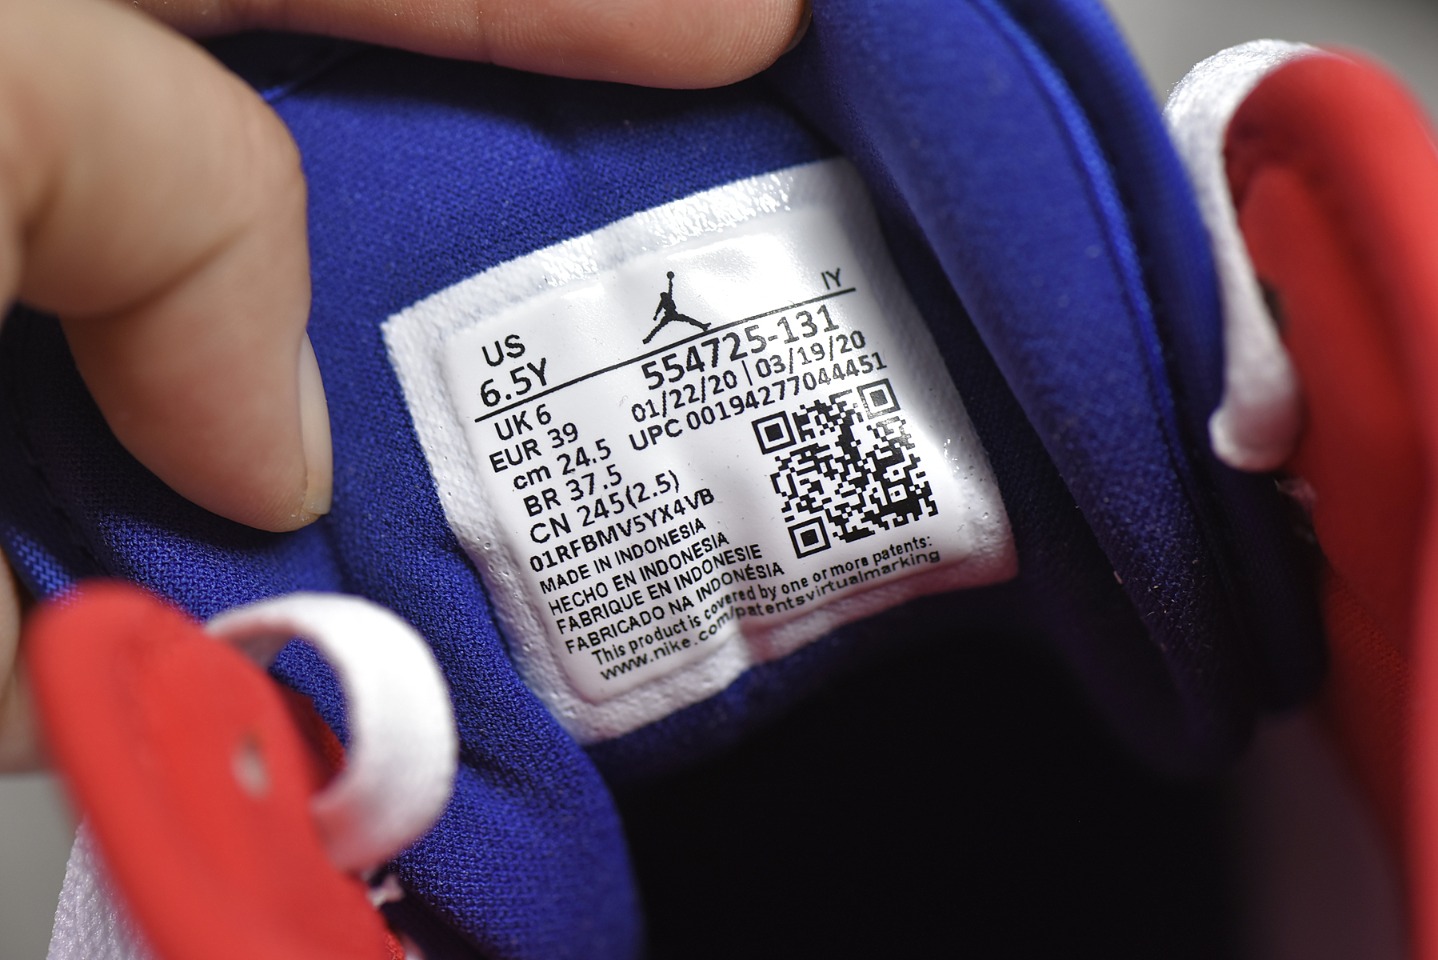 US
6.5Y
IY
UK 6
EUR 39
cm 24.5
BR 37.5
CN 245(2.5)
554725-131
01/22/20 | 03/19/20
UPC 00194277044451
01RFBMV5YX4VB
MADE IN INDONESIA
HECHO EN INDONESIA
FABRIQUE EN INDONESIE
FABRICADO NA INDONÉSIA
This product is covered by one or more patents:
www.nike.com/patentsvirtualmarking